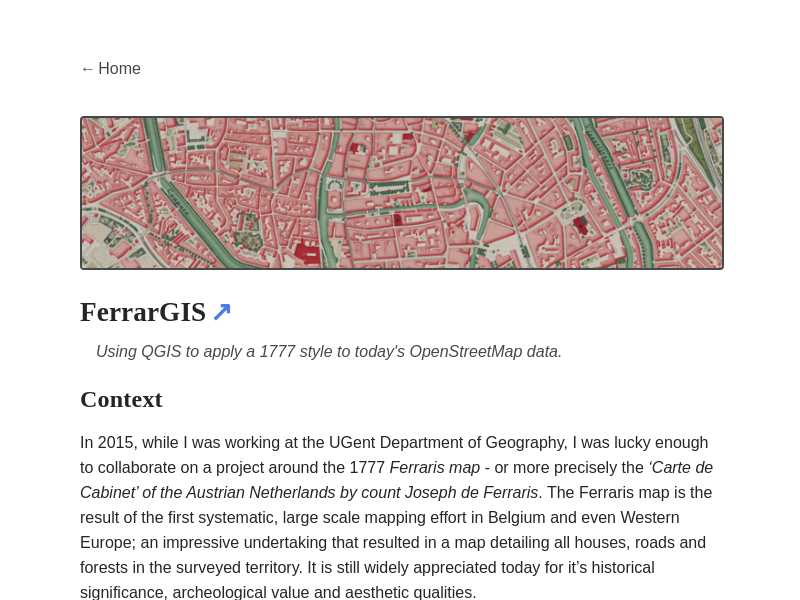 ← Home
FerrarGIS ↗
Using QGIS to apply a 1777 style to today's OpenStreetMap data.
Context
In 2015, while I was working at the UGent Department of Geography, I was lucky enough
to collaborate on a project around the 1777 Ferraris map - or more precisely the ‘Carte de
Cabinet’ of the Austrian Netherlands by count Joseph de Ferraris. The Ferraris map is the
result of the first systematic, large scale mapping effort in Belgium and even Western
Europe; an impressive undertaking that resulted in a map detailing all houses, roads and
forests in the surveyed territory. It is still widely appreciated today for it’s historical
significance, archeological value and aesthetic qualities.